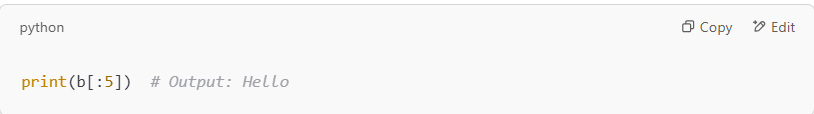 python Copy Edit
print(b[:5])  # Output: Hello